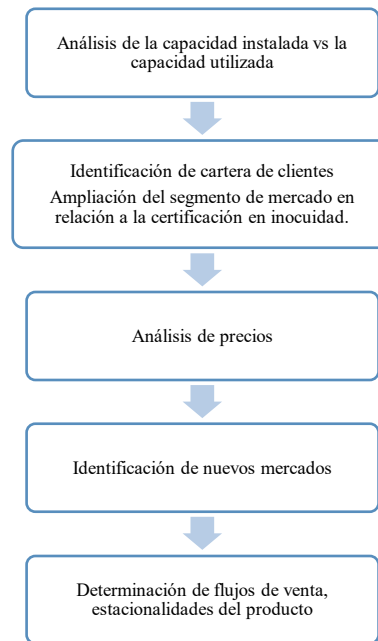 Análisis de la capacidad instalada vs la
capacidad utilizada
Identificación de cartera de clientes
Ampliación del segmento de mercado en
relación a la certificación en inocuidad.
Análisis de precios
Identificación de nuevos mercados
Determinación de flujos de venta,
estacionalidades del producto